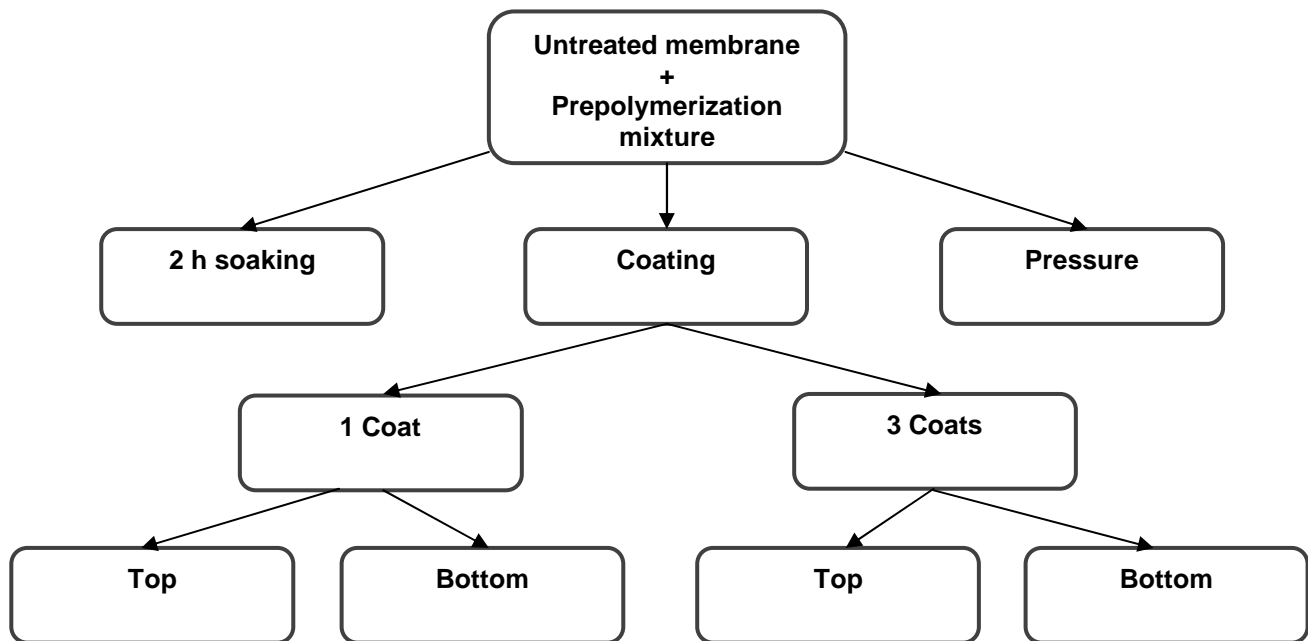 Untreated membrane
+
Prepolymerization
mixture
2 h soaking
Coating
Pressure
1 Coat
3 Coats
Top
Bottom
Top
Bottom